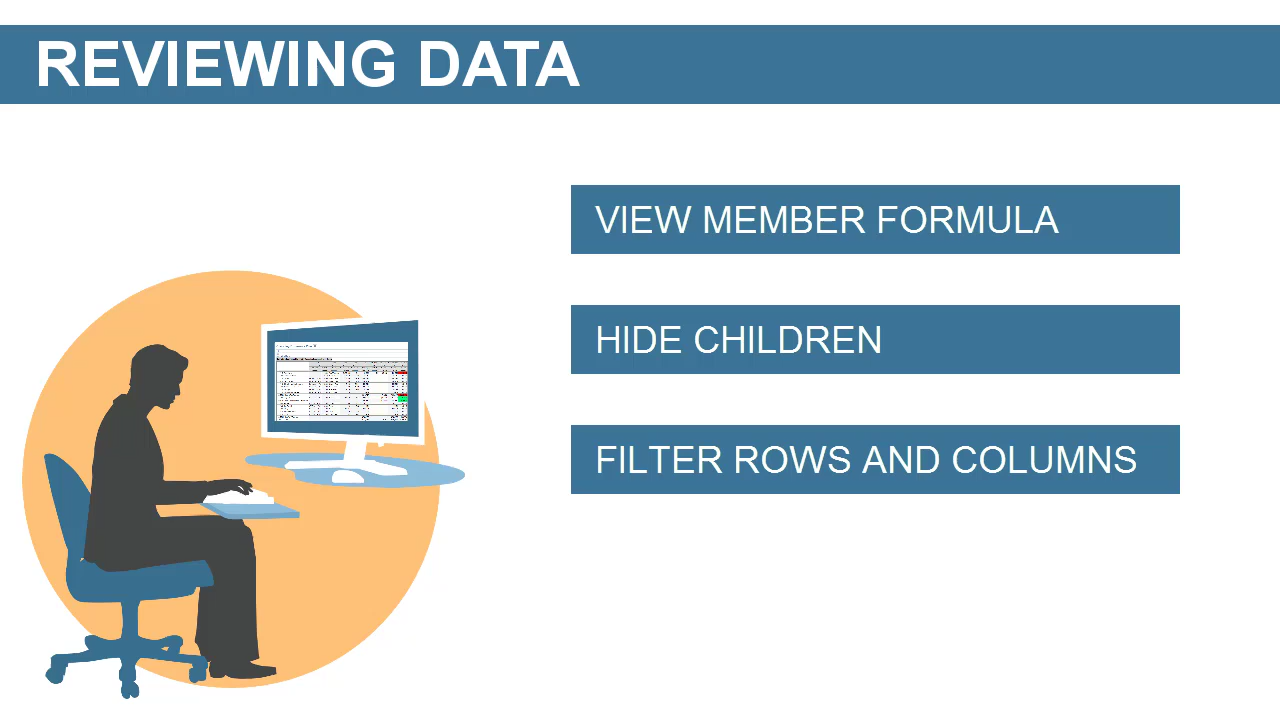 REVIEWING DATA
VIEW MEMBER FORMULA
HIDE CHILDREN
FILTER ROWS AND COLUMNS